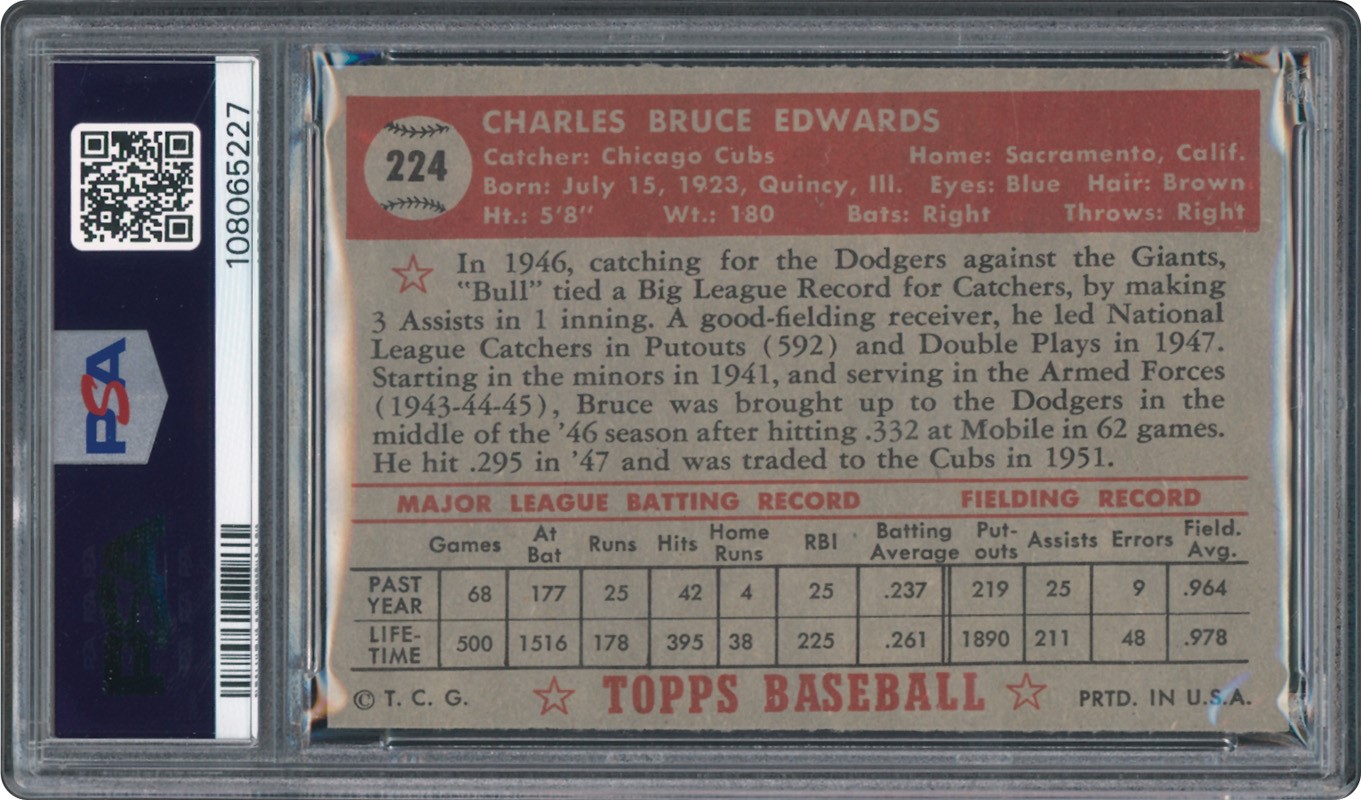 108065227
PSA
224
CHARLES BRUCE EDWARDS
Catcher: Chicago Cubs Home: Sacramento, Calif.
Born: July 15, 1923, Quincy, Ill. Eyes: Blue Hair: Brown
Ht.: 5'8" Wt.: 180 Bats: Right Throws: Right
☆ In 1946, catching for the Dodgers against the Giants,
"Bull" tied a Big League Record for Catchers, by making
3 Assists in 1 inning. A good-fielding receiver, he led National
League Catchers in Putouts (592) and Double Plays in 1947.
Starting in the minors in 1941, and serving in the Armed Forces
(1943-44-45), Bruce was brought up to the Dodgers in the
middle of the '46 season after hitting .332 at Mobile in 62 games.
He hit .295 in '47 and was traded to the Cubs in 1951.
MAJOR LEAGUE BATTING RECORD FIELDING RECORD
Games At Bat Runs Hits Home Runs RBI Batting Average Put-outs Assists Errors Field. Avg.
PAST YEAR 68 177 25 42 4 25 .237 219 25 9 .964
LIFE-TIME 500 1516 178 395 38 225 .261 1890 211 48 .978
© T. C. G. ☆ TOPPS BASEBALL ☆ PRTD. IN U.S.A.